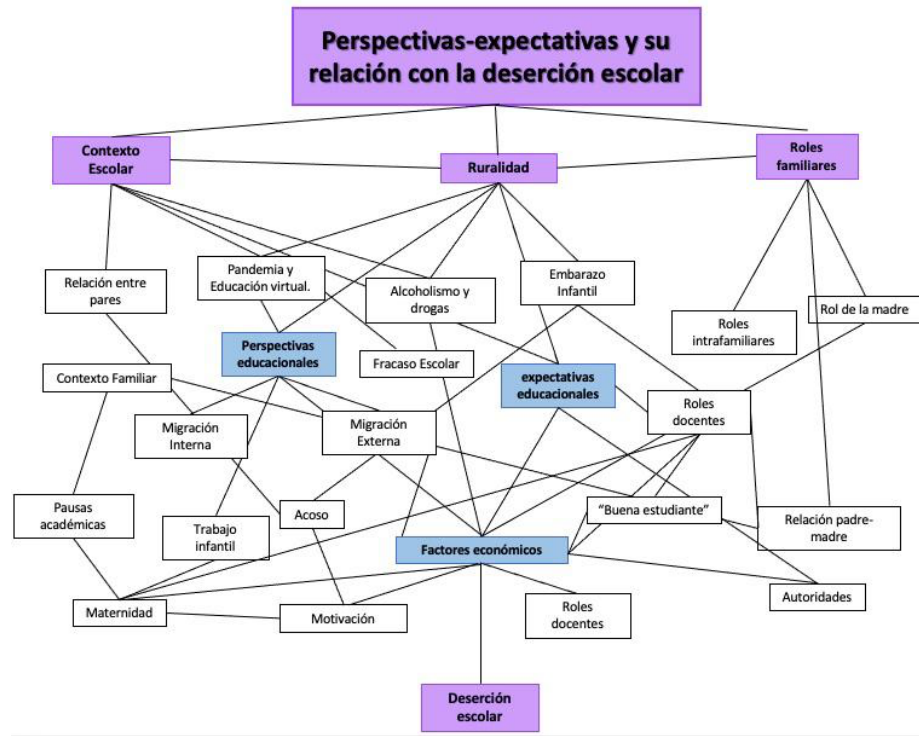 Perspectivas-expectativas y su
relación con la deserción escolar
Contexto
Escolar
Ruralidad
Roles
familiares
Relación entre
pares
Pandemia y
Educación virtual.
Alcoholismo y
drogas
Embarazo
Infantil
Roles
intrafamiliares
Rol de la madre
Perspectivas
educacionales
Fracaso Escolar
expectativas
educacionales
Contexto Familiar
Migración
Interna
Migración
Externa
Roles
docentes
Pausas
académicas
Trabajo
infantil
Acoso
"Buena estudiante"
Relación padre-
madre
Factores económicos
Maternidad
Motivación
Roles
docentes
Autoridades
Deserción
escolar